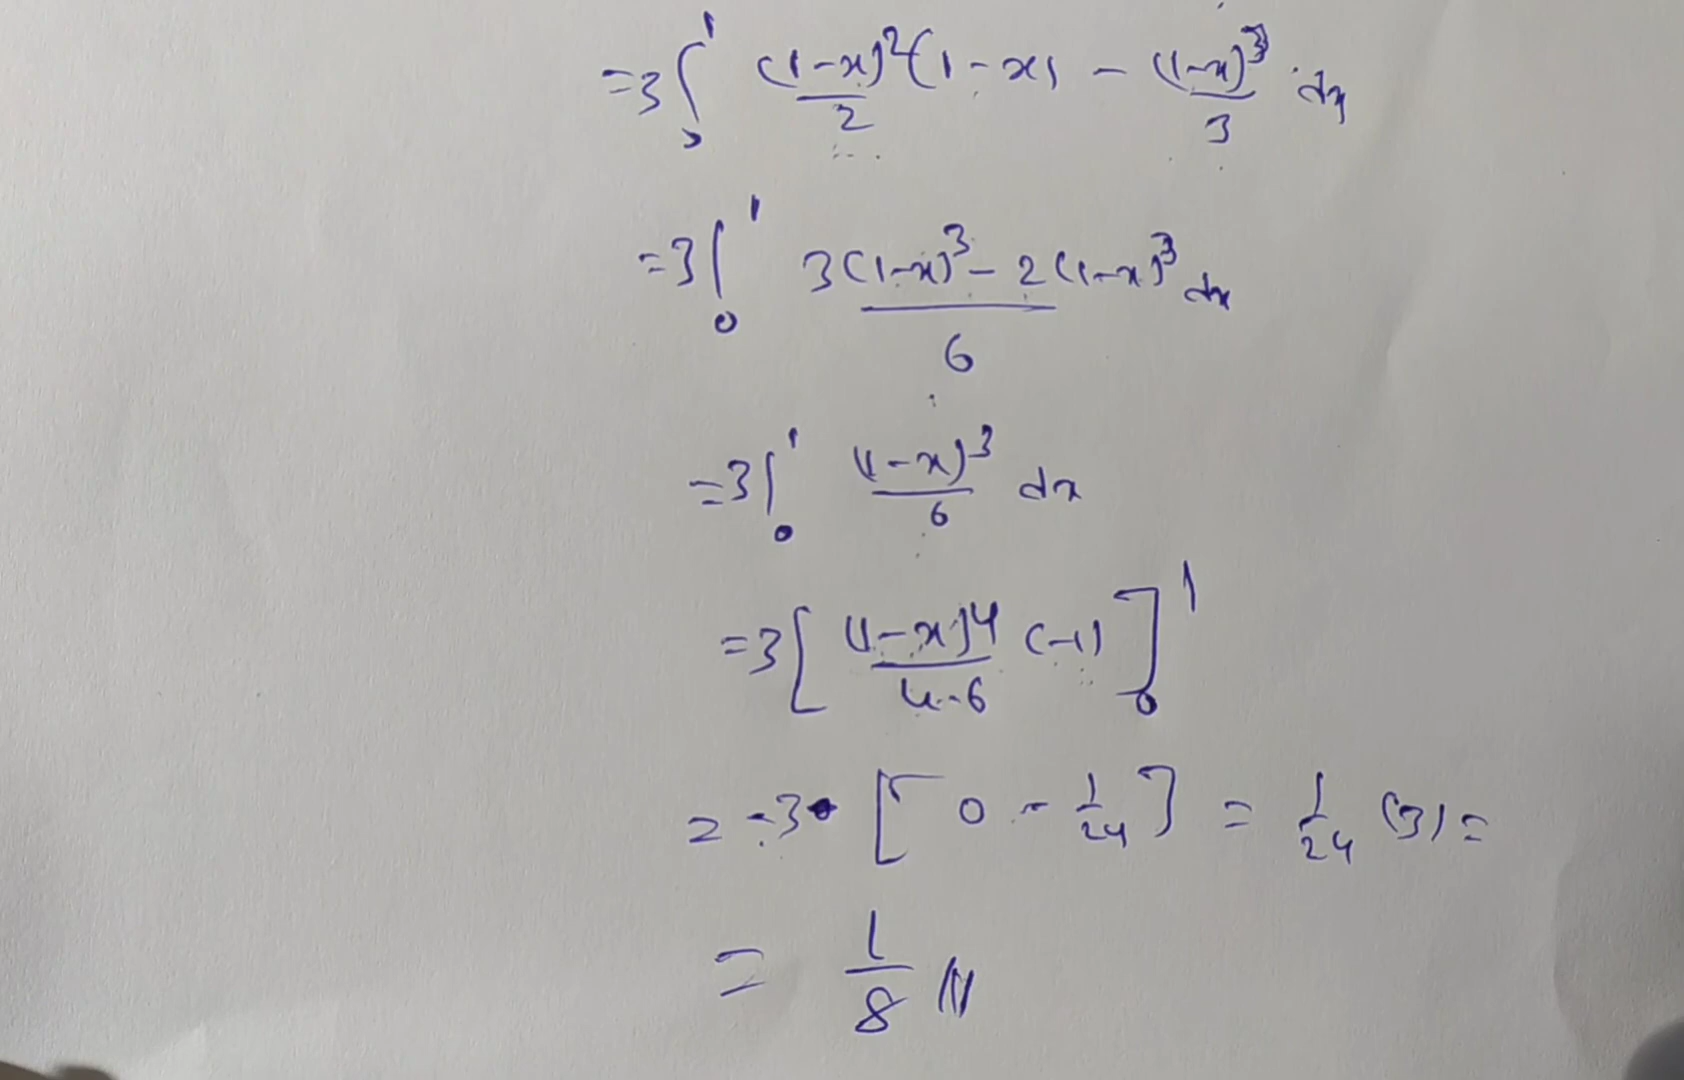 =3∫₀¹ (1-x)²/2 (1-x) - (1-x)³/3 dx
=3∫₀¹ (3(1-x)³ - 2(1-x)³)/6 dx
=3∫₀¹ (1-x)³/6 dx
=3[(1-x)⁴/(4·6) (-1)]₀¹
= -3 [0 - 1/24] = 1/24 (3) =
= 1/8 //